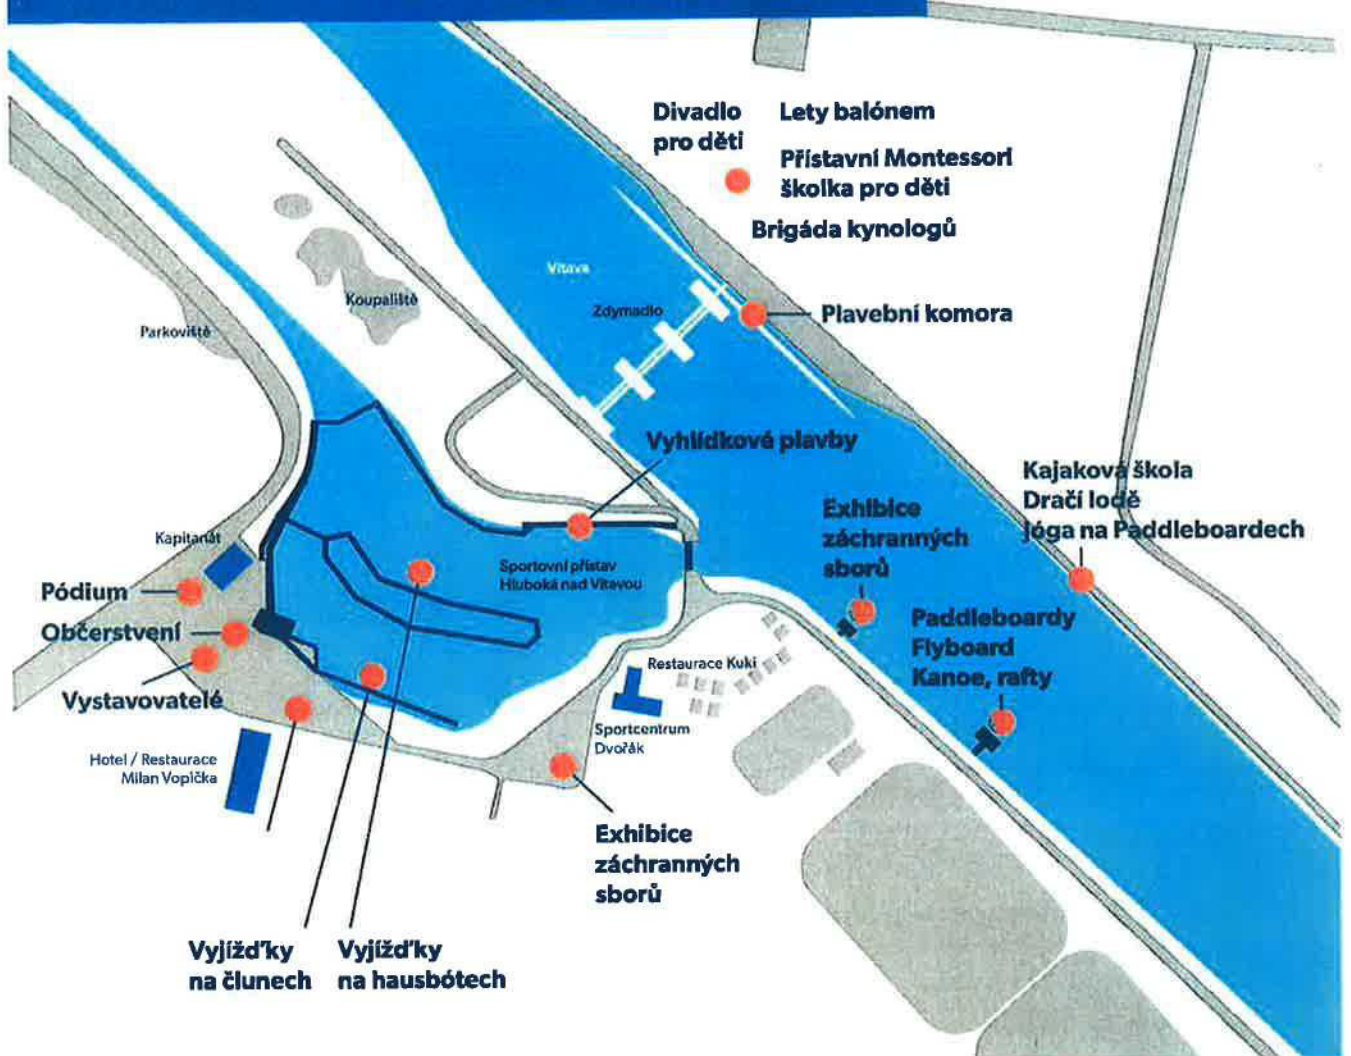 Divadlo
pro děti
Lety balónem
Přístavní Montessori
školka pro děti
Brigáda kynologů
Vltava
Zdymadlo
Plavební komora
Koupaliště
Parkoviště
Vyhlídkové plavby
Kajaková škola
Dračí lodě
jóga na Paddleboardech
Exhibice
záchranných
sborů
Kapitanát
Sportovní přístav
Hluboká nad Vltavou
Pódium
Občerstvení
Vystavovatelé
Paddleboardy
Flyboard
Kanoe, rafty
Restaurace Kuki
Sportcentrum
Dvořák
Hotel / Restaurace
Milan Vopička
Exhibice
záchranných
sborů
Vyjížďky
na člunech
Vyjížďky
na hausbótech